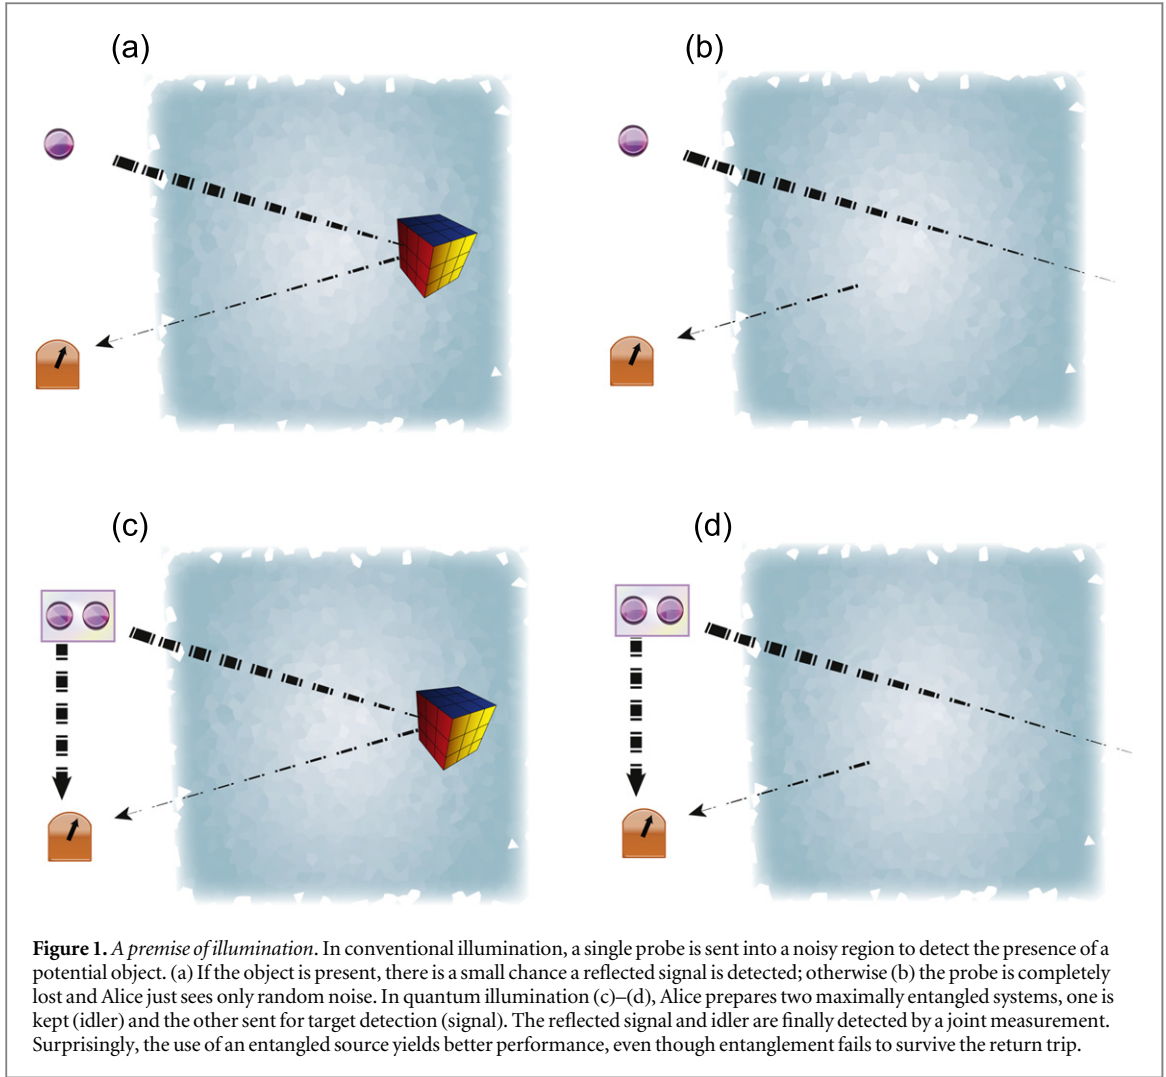 (a)
(b)
(c)
(d)
Figure 1. A premise of illumination. In conventional illumination, a single probe is sent into a noisy region to detect the presence of a
potential object. (a) If the object is present, there is a small chance a reflected signal is detected; otherwise (b) the probe is completely
lost and Alice just sees only random noise. In quantum illumination (c)–(d), Alice prepares two maximally entangled systems, one is
kept (idler) and the other sent for target detection (signal). The reflected signal and idler are finally detected by a joint measurement.
Surprisingly, the use of an entangled source yields better performance, even though entanglement fails to survive the return trip.